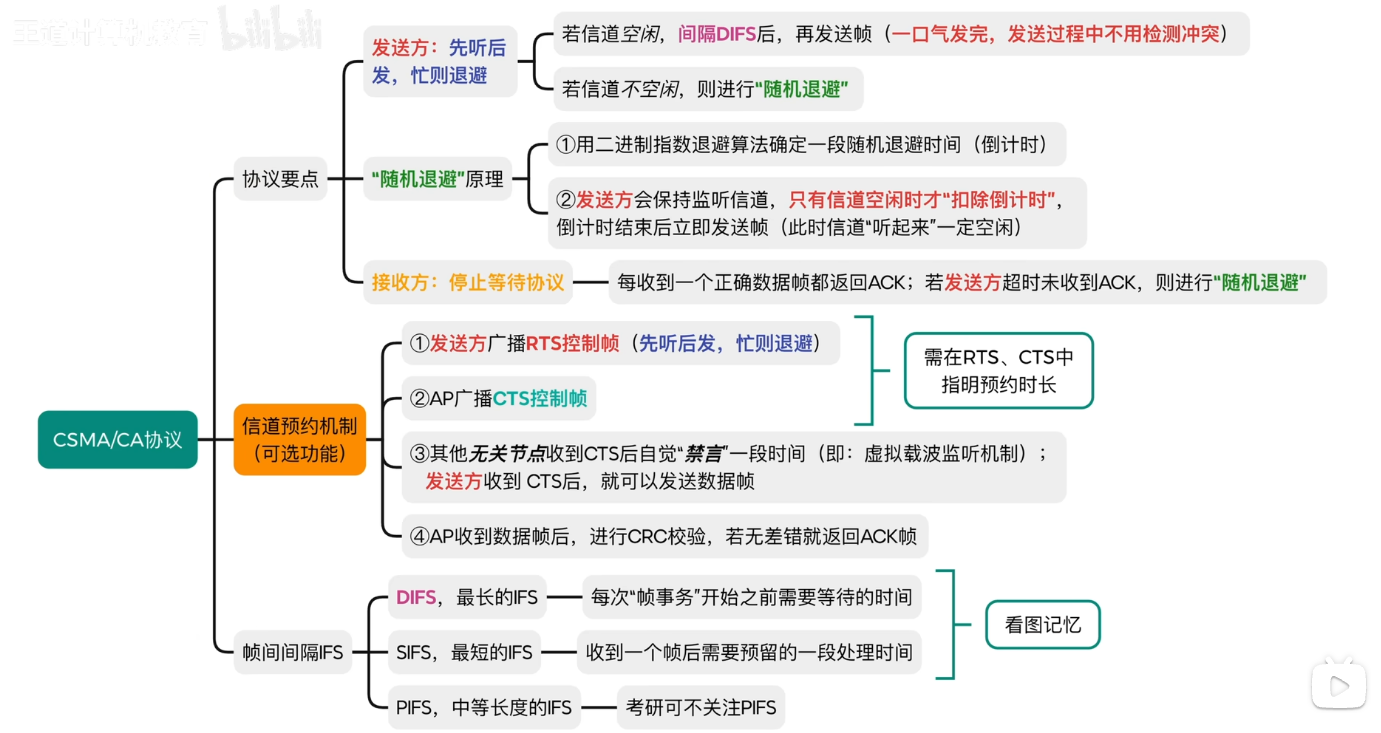 王道计算机教育 bilibili
发送方：先听后
发，忙则退避
若信道空闲，间隔DIFS后，再发送帧（一口气发完，发送过程中不用检测冲突）
若信道不空闲，则进行“随机退避”
协议要点
“随机退避”原理
①用二进制指数退避算法确定一段随机退避时间（倒计时）
②发送方会保持监听信道，只有信道空闲时才“扣除倒计时”，
倒计时结束后立即发送帧（此时信道“听起来”一定空闲）
接收方：停止等待协议
每收到一个正确数据帧都返回ACK；若发送方超时未收到ACK，则进行“随机退避”
CSMA/CA协议
信道预约机制
（可选功能）
①发送方广播RTS控制帧（先听后发，忙则退避）
②AP广播CTS控制帧
需在RTS、CTS中
指明预约时长
③其他无关节点收到CTS后自觉“禁言”一段时间（即：虚拟载波监听机制）；
发送方收到 CTS后，就可以发送数据帧
④AP收到数据帧后，进行CRC校验，若无差错就返回ACK帧
帧间间隔IFS
DIFS，最长的IFS
每次“帧事务”开始之前需要等待的时间
SIFS，最短的IFS
收到一个帧后需要预留的一段处理时间
看图记忆
PIFS，中等长度的IFS
考研可不关注PIFS